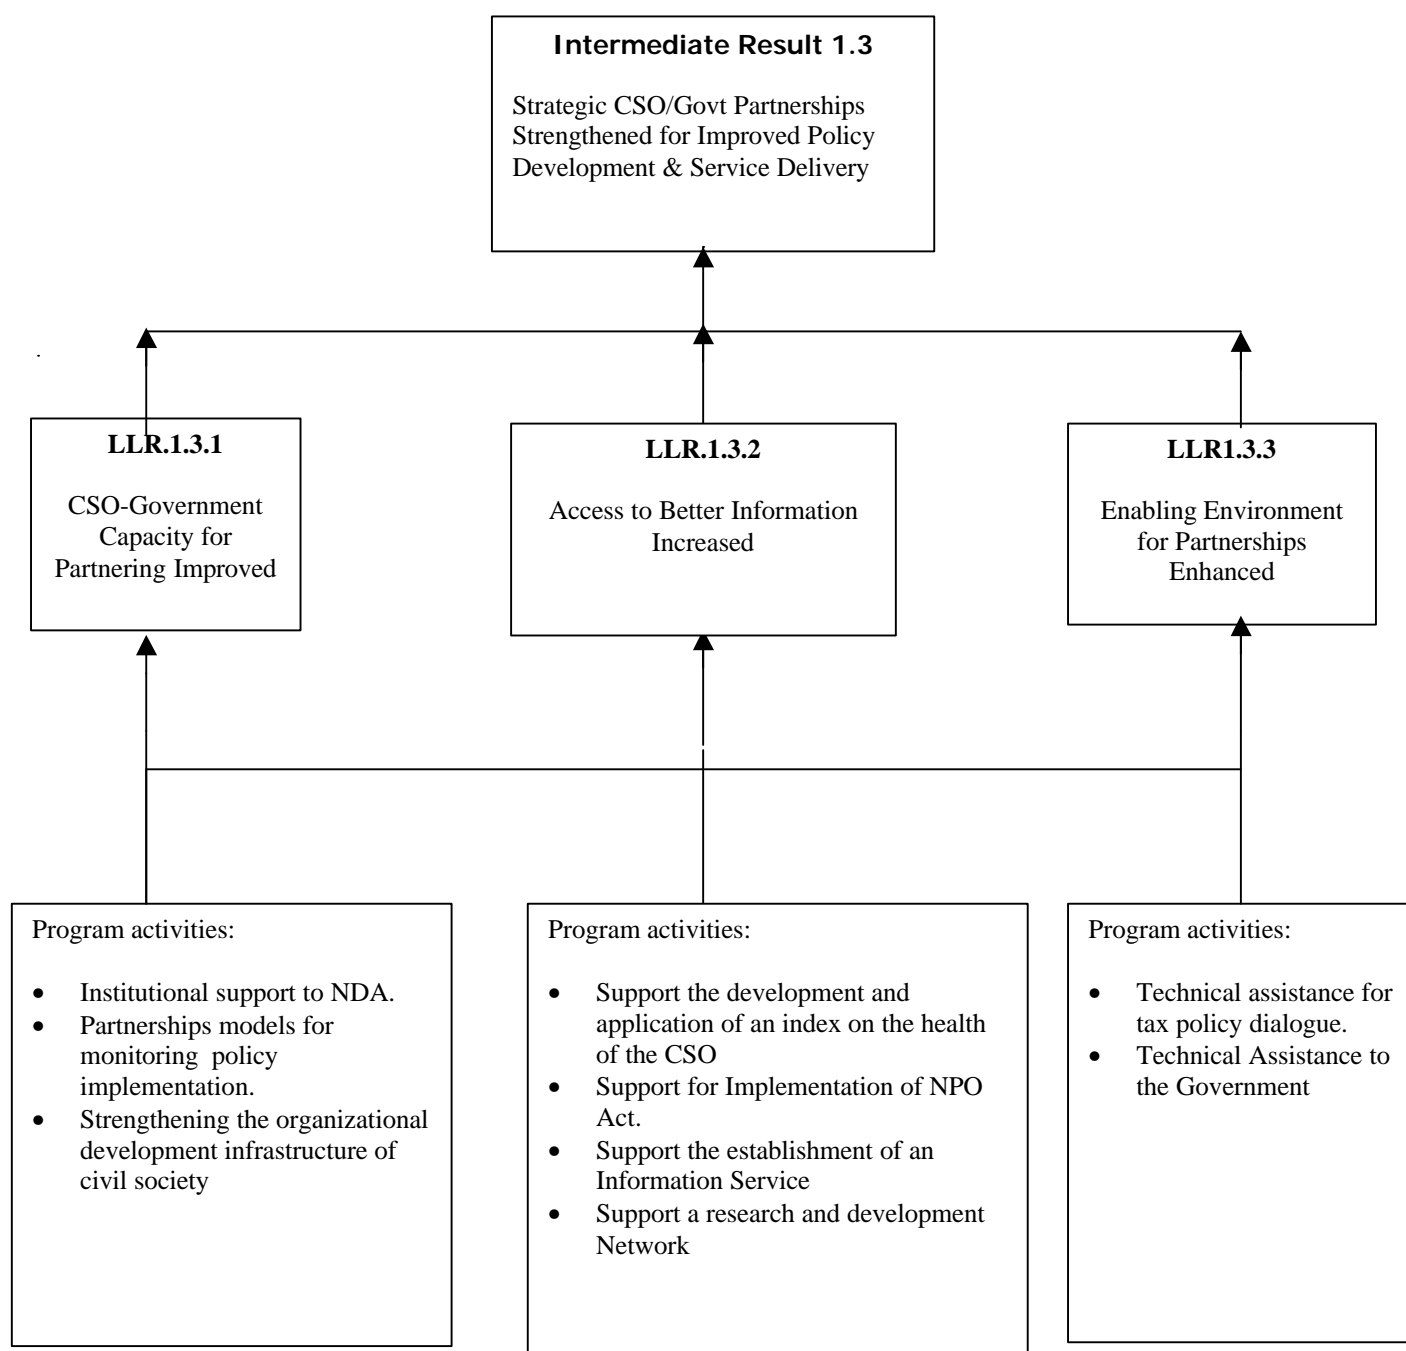 Intermediate Result 1.3
Strategic CSO/Govt Partnerships
Strengthened for Improved Policy
Development & Service Delivery
LLR.1.3.1
CSO-Government
Capacity for
Partnering Improved
LLR.1.3.2
Access to Better Information
Increased
LLR1.3.3
Enabling Environment
for Partnerships
Enhanced
Program activities:
• Institutional support to NDA.
• Partnerships models for
monitoring policy
implementation.
• Strengthening the organizational
development infrastructure of
civil society
Program activities:
• Support the development and
application of an index on the health
of the CSO
• Support for Implementation of NPO
Act.
• Support the establishment of an
Information Service
• Support a research and development
Network
Program activities:
• Technical assistance for
tax policy dialogue.
• Technical Assistance to
the Government